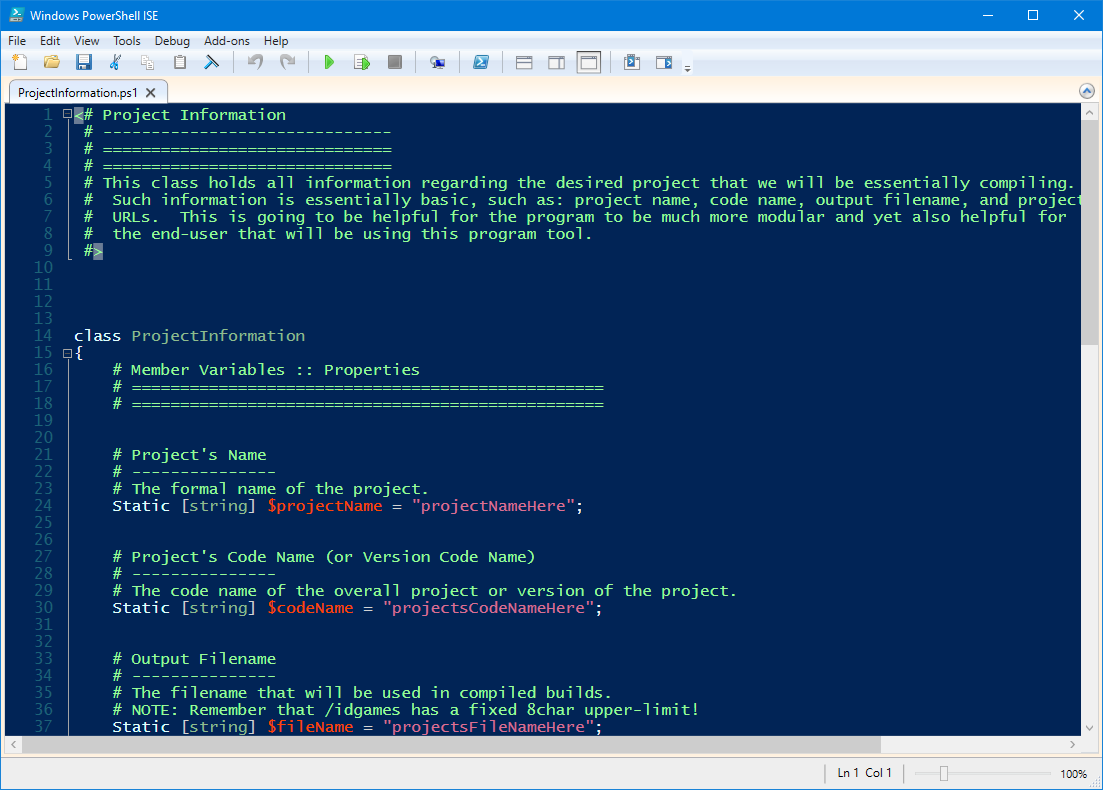 Windows PowerShell ISE
File Edit View Tools Debug Add-ons Help
ProjectInformation.ps1
1 <# Project Information
2 # ------------------------------
3 # ==============================
4 # ==============================
5 # This class holds all information regarding the desired project that we will be essentially compiling.
6 #  Such information is essentially basic, such as: project name, code name, output filename, and project
7 #  URLs.  This is going to be helpful for the program to be much more modular and yet also helpful for
8 #  the end-user that will be using this program tool.
9 #>
10
11
12
13
14 class ProjectInformation
15 {
16 # Member Variables :: Properties
17 # =================================================
18 # =================================================
19
20
21 # Project's Name
22 # ---------------
23 # The formal name of the project.
24 Static [string] $projectName = "projectNameHere";
25
26
27 # Project's Code Name (or Version Code Name)
28 # ---------------
29 # The code name of the overall project or version of the project.
30 Static [string] $codeName = "projectsCodeNameHere";
31
32
33 # Output Filename
34 # ---------------
35 # The filename that will be used in compiled builds.
36 # NOTE: Remember that /idgames has a fixed 8char upper-limit!
37 Static [string] $fileName = "projectsFileNameHere";
Ln 1 Col 1 100%